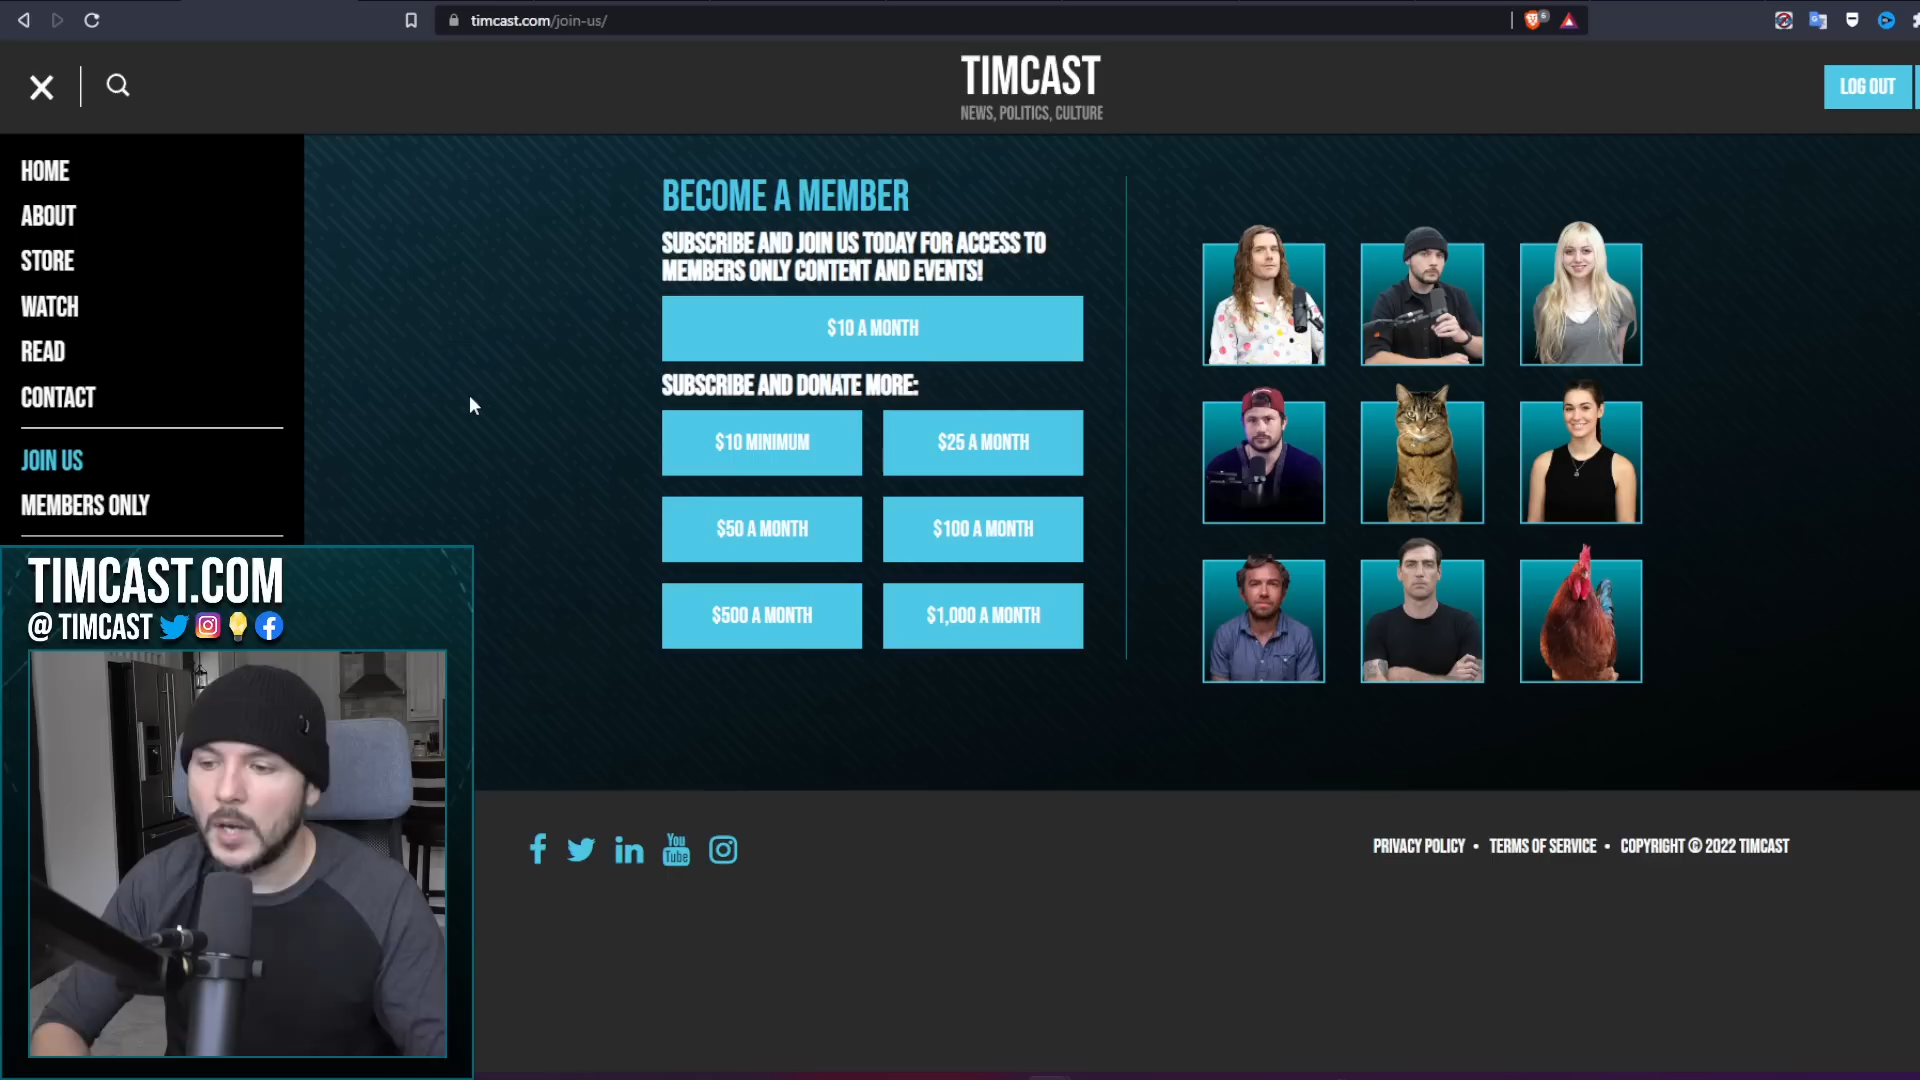 timcast.com/join-us/
6
TIMCAST
NEWS, POLITICS, CULTURE
LOG OUT
HOME
ABOUT
STORE
WATCH
READ
CONTACT
JOIN US
MEMBERS ONLY
BECOME A MEMBER
SUBSCRIBE AND JOIN US TODAY FOR ACCESS TO
MEMBERS ONLY CONTENT AND EVENTS!
$10 A MONTH
SUBSCRIBE AND DONATE MORE:
$10 MINIMUM
$25 A MONTH
$50 A MONTH
$100 A MONTH
$500 A MONTH
$1,000 A MONTH
TIMCAST.COM
@ TIMCAST
You
Tube
PRIVACY POLICY • TERMS OF SERVICE • COPYRIGHT © 2022 TIMCAST